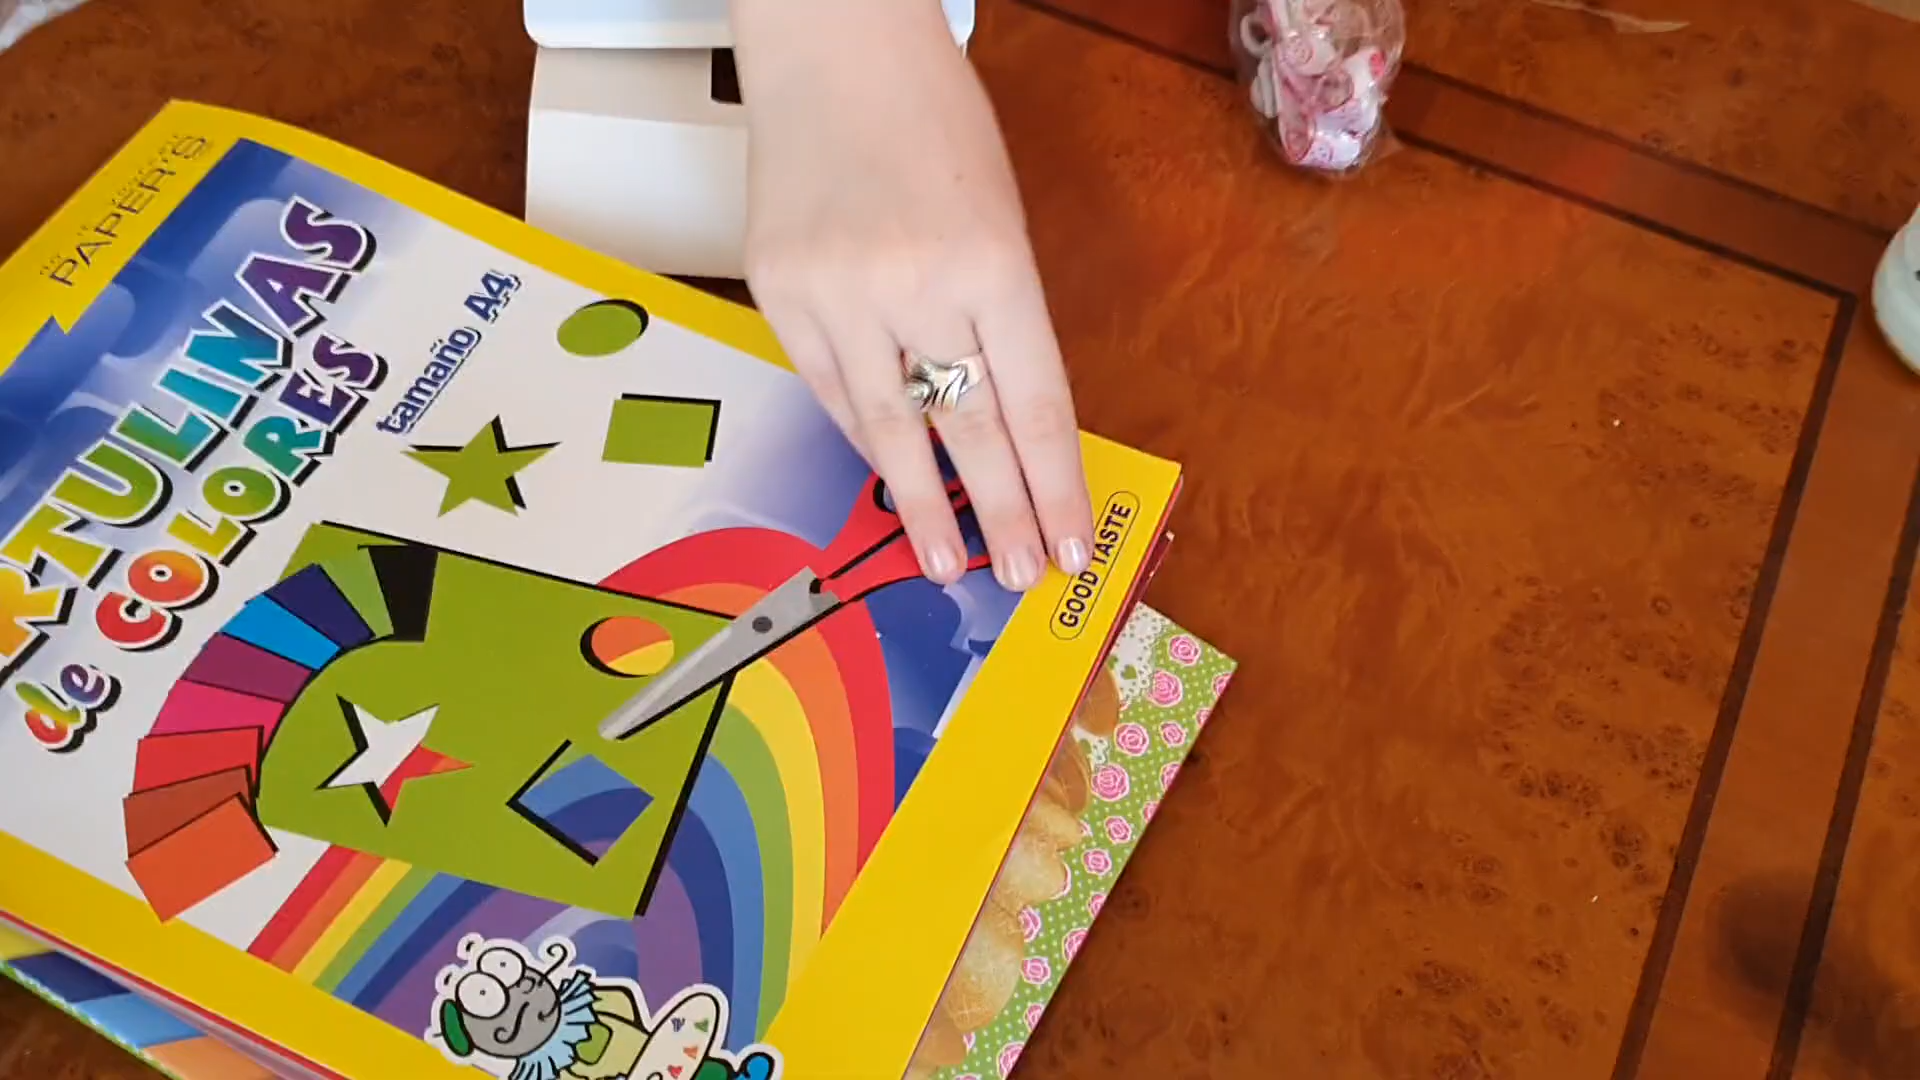 PAPER'S
RTULINAS
de COLORES
tamaño A4
GOOD TASTE